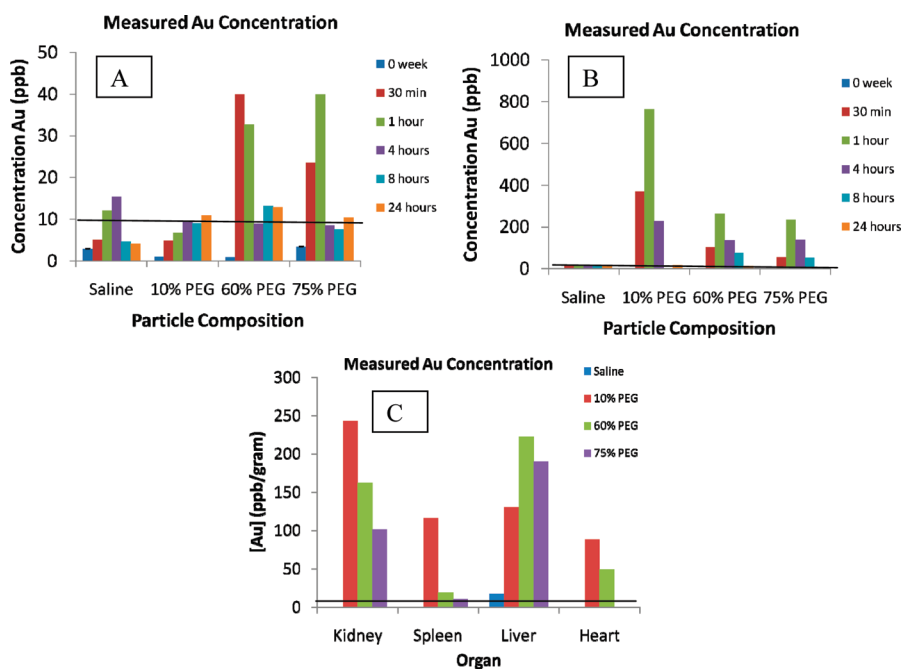 Measured Au Concentration
A
Concentration Au (ppb)
50
40
30
20
10
0
0 week
30 min
1 hour
4 hours
8 hours
24 hours
Saline 10% PEG 60% PEG 75% PEG
Particle Composition
Measured Au Concentration
B
Concentration Au (ppb)
1000
800
600
400
200
0
0 week
30 min
1 hour
4 hours
8 hours
24 hours
Saline 10% PEG 60% PEG 75% PEG
Particle Composition
Measured Au Concentration
C
[Au] (ppb/gram)
300
250
200
150
100
50
0
Saline
10% PEG
60% PEG
75% PEG
Kidney Spleen Liver Heart
Organ